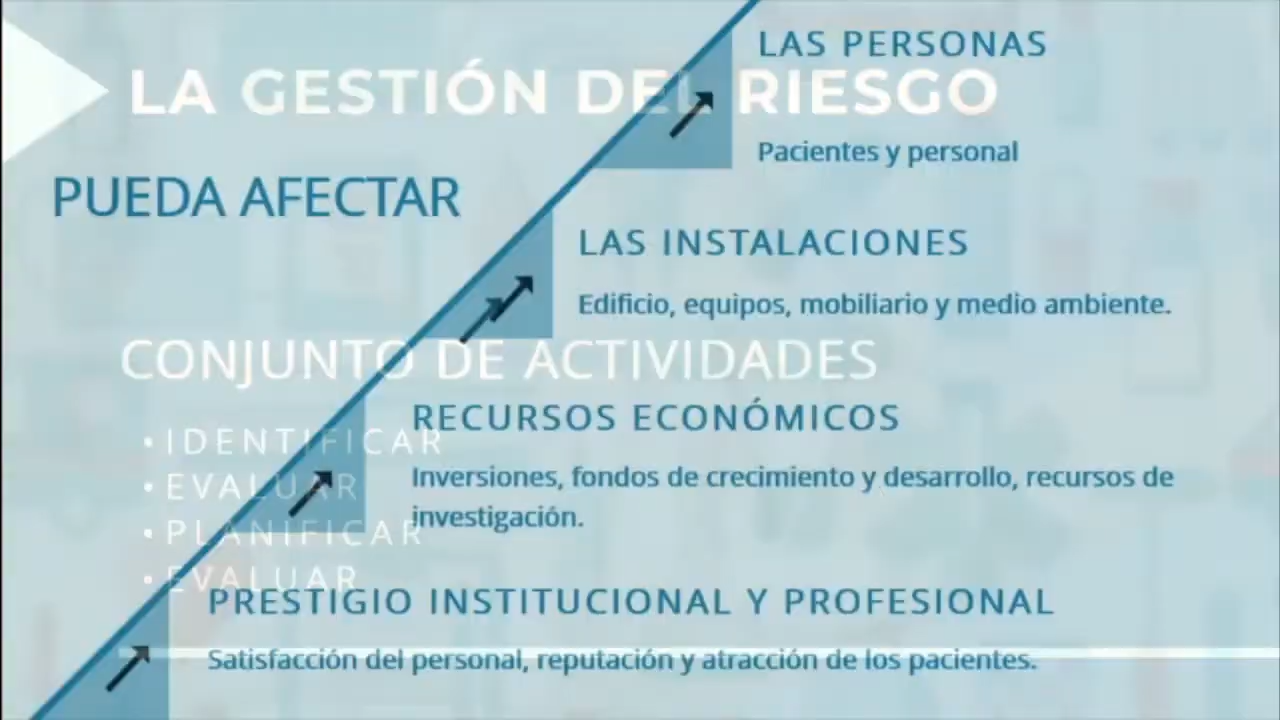 LAS PERSONAS
LA GESTIÓN DEL RIESGO
Pacientes y personal
PUEDA AFECTAR
LAS INSTALACIONES
Edificio, equipos, mobiliario y medio ambiente.
CONJUNTO DE ACTIVIDADES
RECURSOS ECONÓMICOS
• IDENTIFICAR
Inversiones, fondos de crecimiento y desarrollo, recursos de
• EVALUAR
investigación.
• PLANIFICAR
• EVALUAR
PRESTIGIO INSTITUCIONAL Y PROFESIONAL
Satisfacción del personal, reputación y atracción de los pacientes.